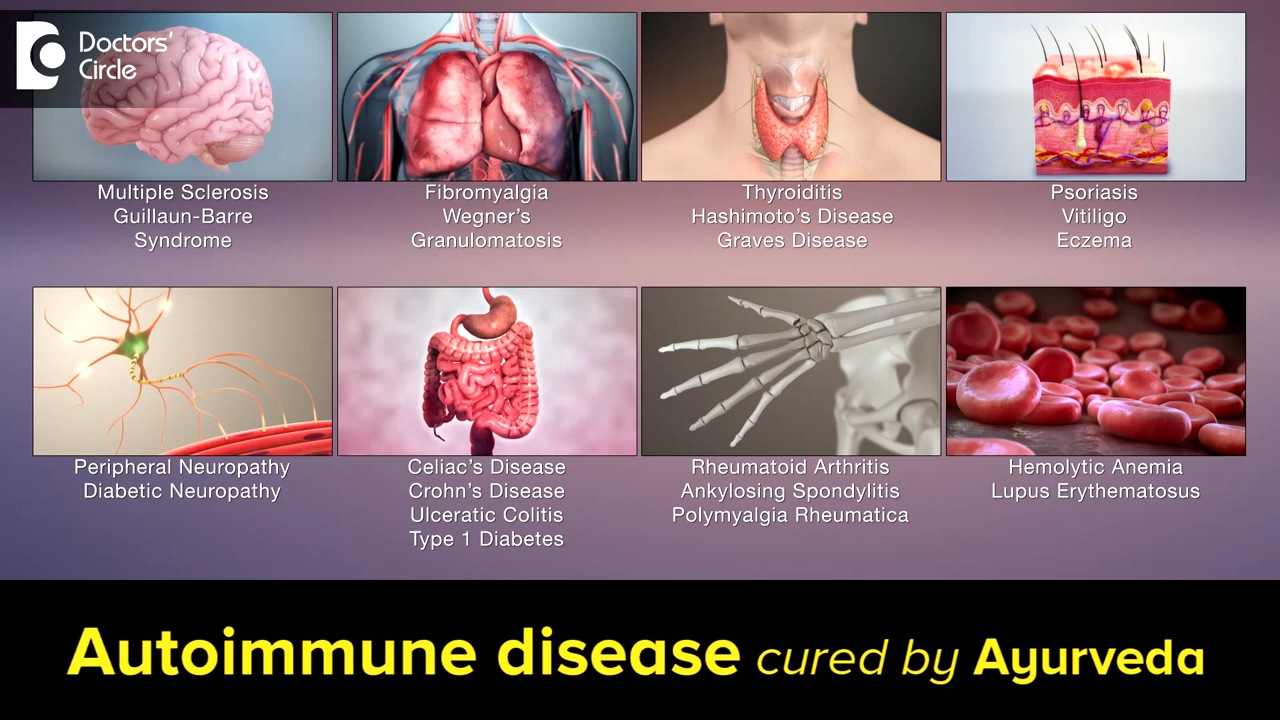 Doctors'
Circle
Multiple Sclerosis
Guillaun-Barre
Syndrome
Fibromyalgia
Wegner's
Granulomatosis
Thyroiditis
Hashimoto's Disease
Graves Disease
Psoriasis
Vitiligo
Eczema
Peripheral Neuropathy
Diabetic Neuropathy
Celiac's Disease
Crohn's Disease
Ulceratic Colitis
Type 1 Diabetes
Rheumatoid Arthritis
Ankylosing Spondylitis
Polymyalgia Rheumatica
Hemolytic Anemia
Lupus Erythematosus
Autoimmune disease cured by Ayurveda